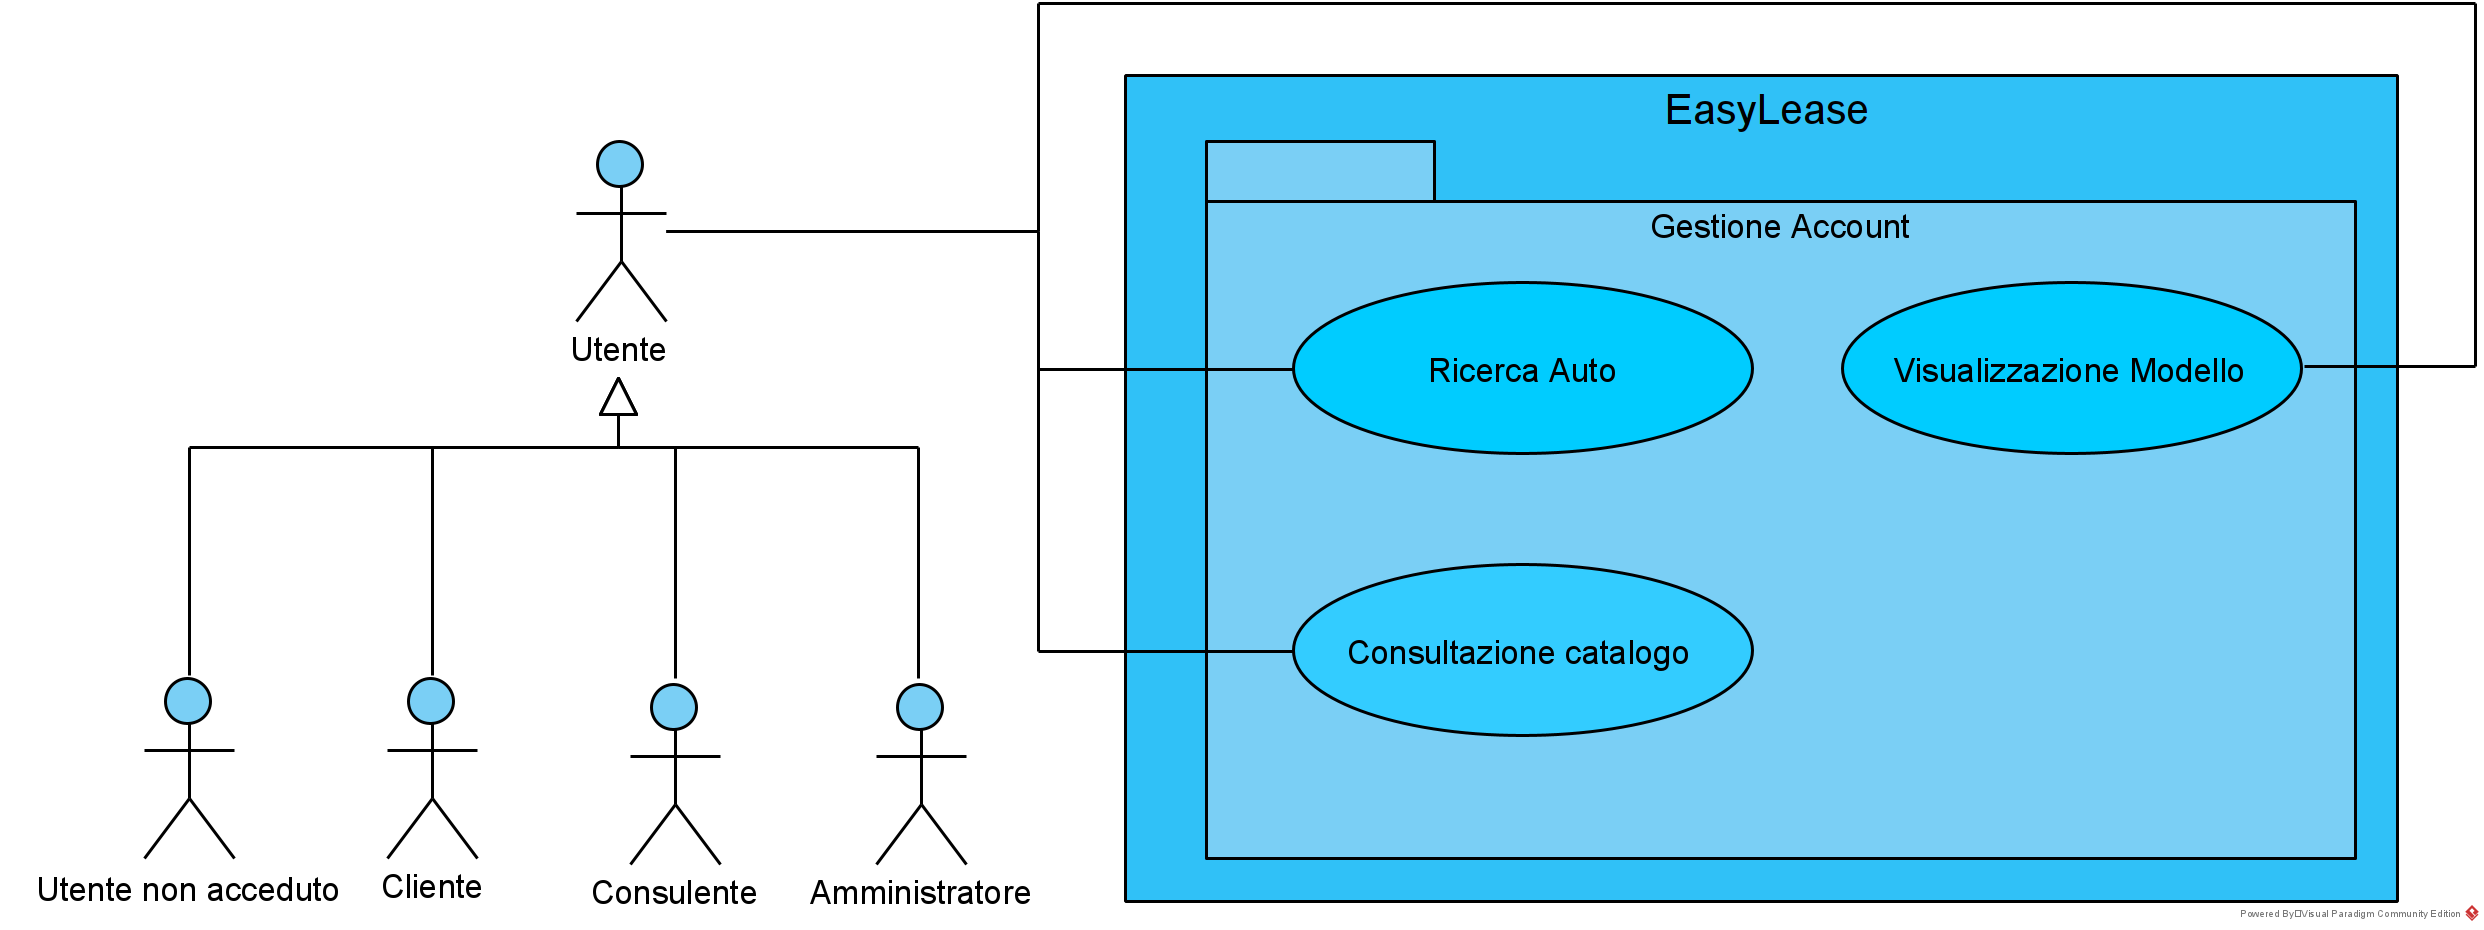 EasyLease
Gestione Account
Utente
Ricerca Auto
Visualizzazione Modello
Consultazione catalogo
Utente non acceduto
Cliente
Consulente
Amministratore
Powered By□Visual Paradigm Community Edition